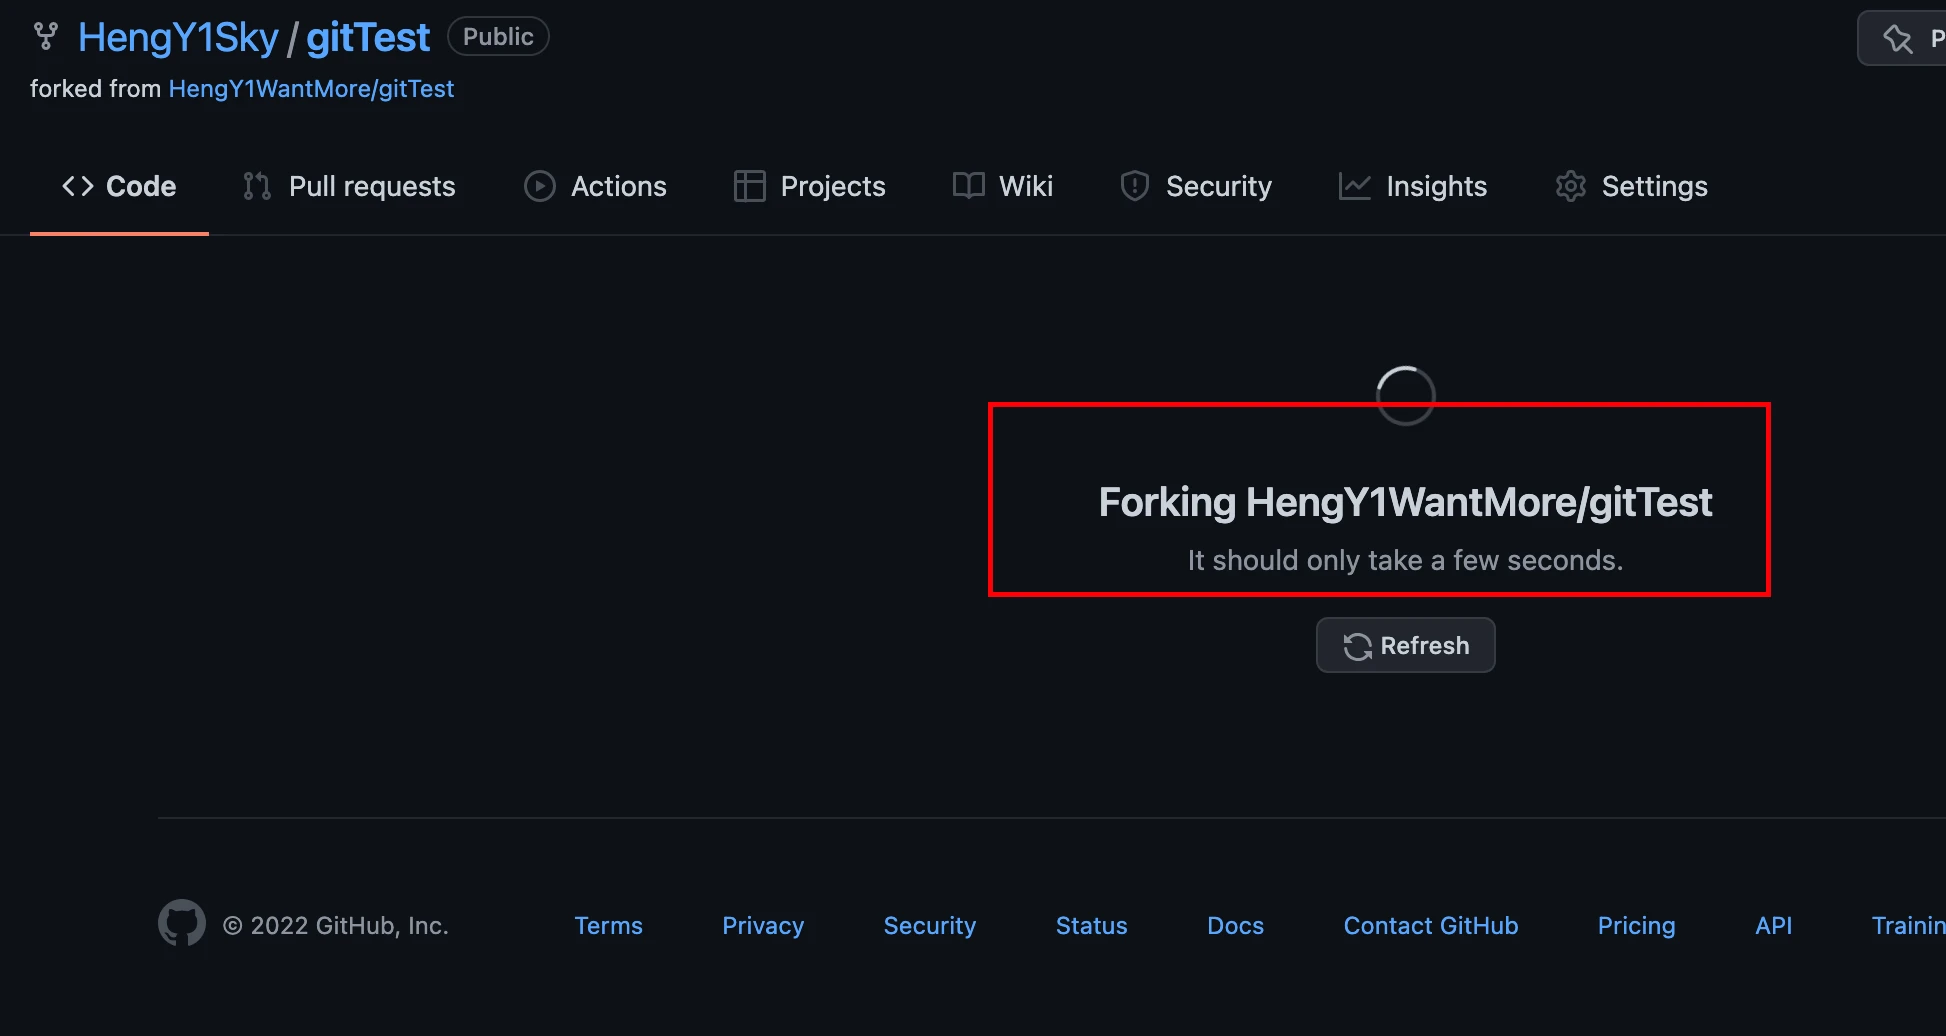 HengY1Sky / gitTest Public
P
forked from HengY1WantMore/gitTest
Code Pull requests Actions Projects Wiki Security Insights Settings
Forking HengY1WantMore/gitTest
It should only take a few seconds.
Refresh
© 2022 GitHub, Inc. Terms Privacy Security Status Docs Contact GitHub Pricing API Trainin